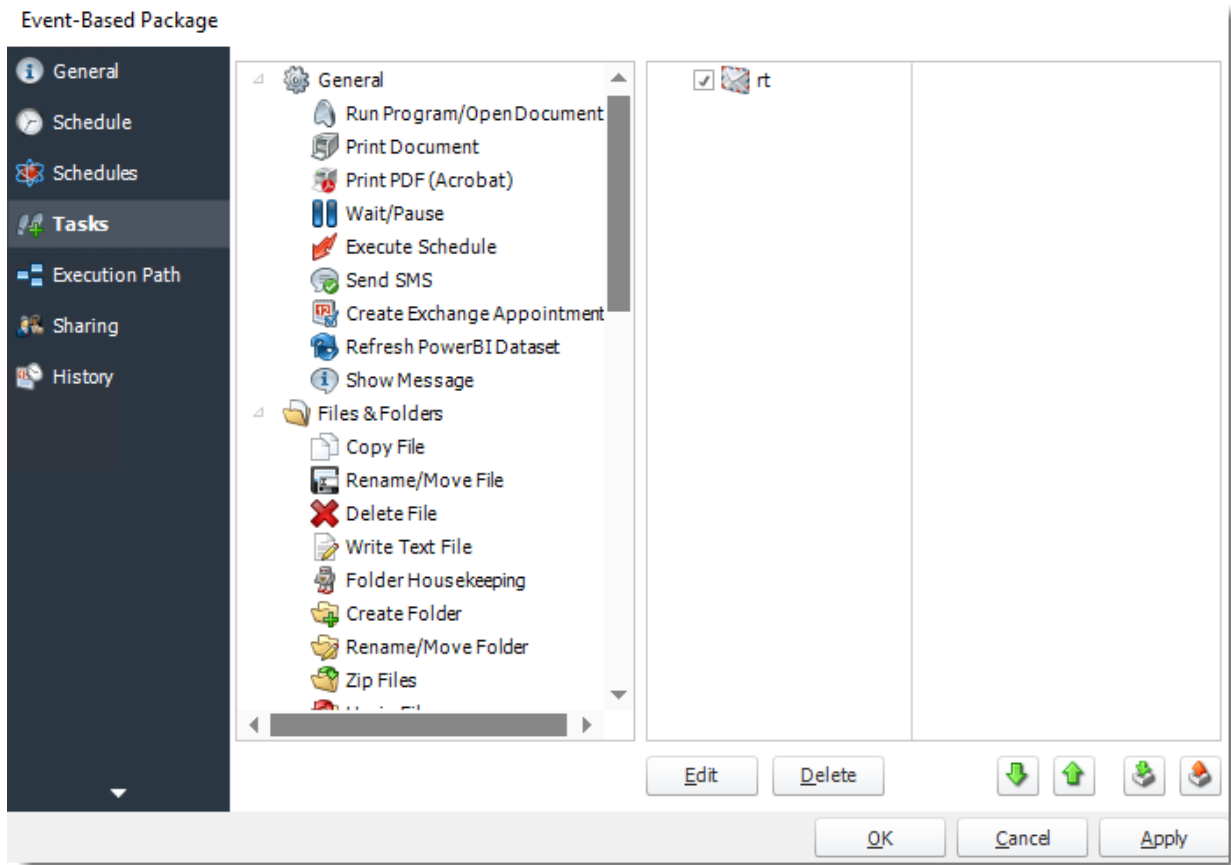 Event-Based Package
General
Schedule
Schedules
Tasks
Execution Path
Sharing
History
General
Run Program/Open Document
Print Document
Print PDF (Acrobat)
Wait/Pause
Execute Schedule
Send SMS
Create Exchange Appointment
Refresh PowerBI Dataset
Show Message
Files & Folders
Copy File
Rename/Move File
Delete File
Write Text File
Folder Housekeeping
Create Folder
Rename/Move Folder
Zip Files
rt
Edit
Delete
OK
Cancel
Apply